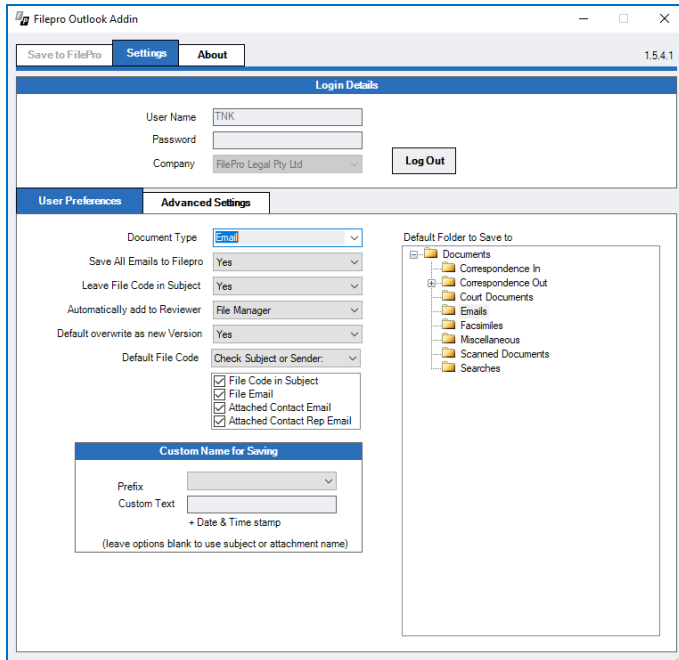 Filepro Outlook Addin
Save to FilePro Settings About 1.5.4.1
Login Details
User Name TNK
Password
Company FilePro Legal Pty Ltd
Log Out
User Preferences Advanced Settings
Document Type Email
Save All Emails to Filepro Yes
Leave File Code in Subject Yes
Automatically add to Reviewer File Manager
Default overwrite as new Version Yes
Default File Code Check Subject or Sender:
File Code in Subject
File Email
Attached Contact Email
Attached Contact Rep Email
Custom Name for Saving
Prefix
Custom Text
+ Date & Time stamp
(leave options blank to use subject or attachment name)
Default Folder to Save to
Documents
Correspondence In
Correspondence Out
Court Documents
Emails
Facsimiles
Miscellaneous
Scanned Documents
Searches